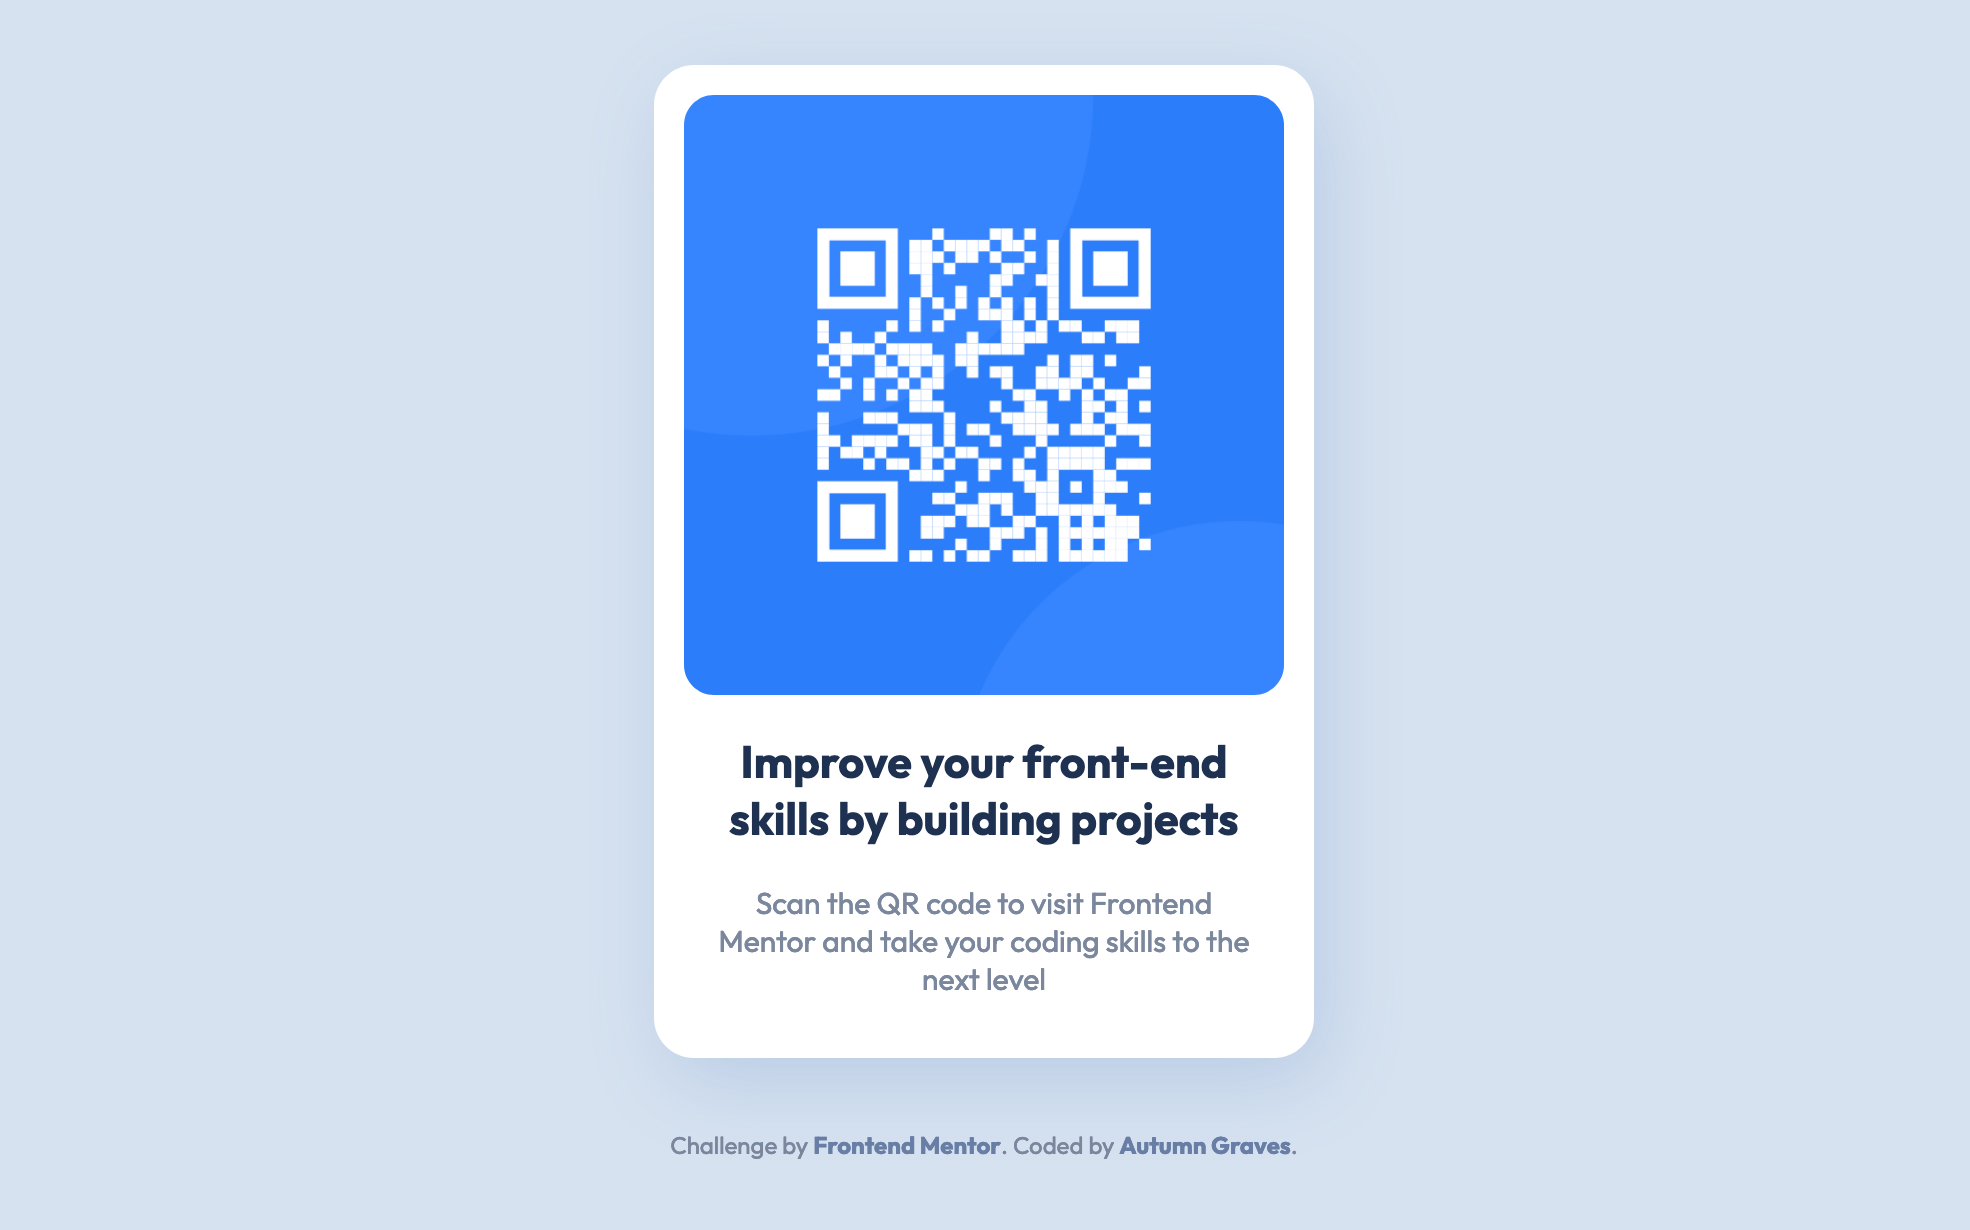 Improve your front-end
skills by building projects
Scan the QR code to visit Frontend
Mentor and take your coding skills to the
next level
Challenge by Frontend Mentor. Coded by Autumn Graves.